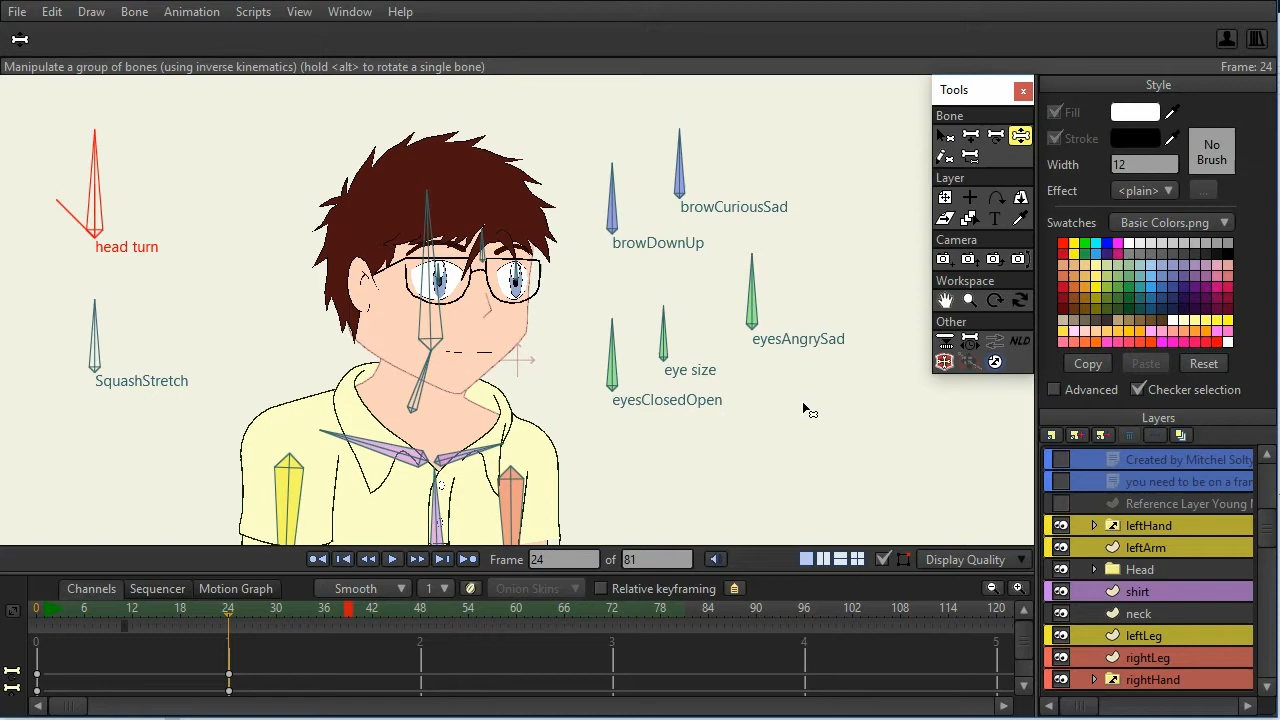 File Edit Draw Bone Animation Scripts View Window Help
Manipulate a group of bones (using inverse kinematics) (hold <alt> to rotate a single bone) Frame: 24
Tools
x
Bone
Layer
T
Camera
Workspace
Other
NLD
head turn
SquashStretch
browCuriousSad
browDownUp
eyesAngrySad
eye size
eyesClosedOpen
Style
Fill
Stroke
No
Brush
Width 12
Effect <plain> ...
Swatches Basic Colors.png
Copy Paste Reset
Advanced Checker selection
Layers
Created by Mitchel Solty
you need to be on a fran
Reference Layer Young
leftHand
leftArm
Head
shirt
neck
leftLeg
rightLeg
rightHand
Frame 24 of 81 Display Quality
Channels Sequencer Motion Graph Smooth 1 Onion Skins Relative keyframing
0 6 12 18 24 30 36 42 48 54 60 66 72 78 84 90 96 102 108 114 120
0 2 3 4 5